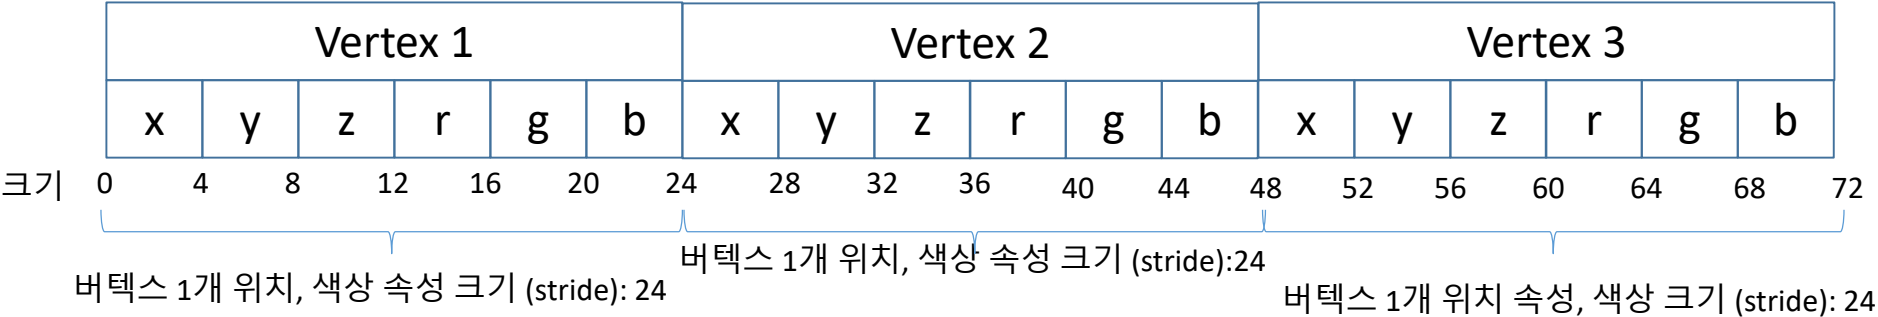 Vertex 1 Vertex 2 Vertex 3
x y z r g b x y z r g b x y z r g b
크기 0 4 8 12 16 20 24 28 32 36 40 44 48 52 56 60 64 68 72
버텍스 1개 위치, 색상 속성 크기 (stride): 24
버텍스 1개 위치, 색상 속성 크기 (stride):24
버텍스 1개 위치 속성, 색상 크기 (stride): 24